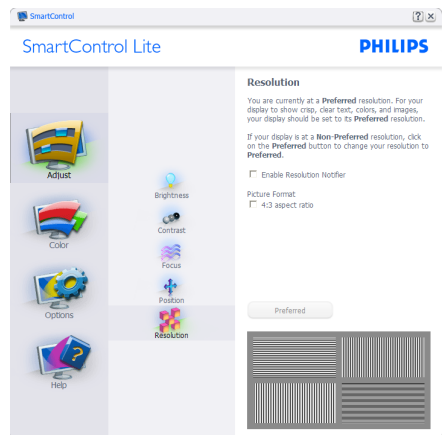 SmartControl
SmartControl Lite
PHILIPS
Adjust
Color
Options
Help
Brightness
Contrast
Focus
Position
Resolution
Resolution
You are currently at a Preferred resolution. For your
display to show crisp, clear text, colors, and images,
your display should be set to its Preferred resolution.
If your display is at a Non-Preferred resolution, click
on the Preferred button to change your resolution to
Preferred.
Enable Resolution Notifier
Picture Format
4:3 aspect ratio
Preferred